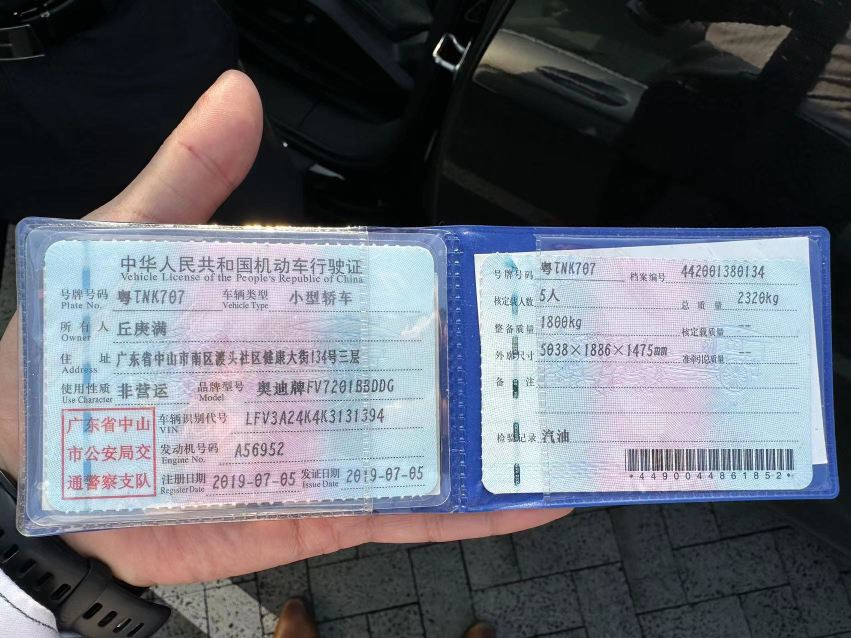 中华人民共和国机动车行驶证
Vehicle License of the People's Republic of China
号牌号码 粤TNK707 车辆类型 小型轿车
Plate No. Vehicle Type
所有人 丘庚满
Owner
住址 广东省中山市南区渡头社区健康大街134号三层
Address
使用性质 非营运 品牌型号 奥迪牌FV7201B3DDG
Use Character Model
广东省中山
市公安局交
通警察支队
车辆识别代号 LFV3A24K4K3131394
VIN
发动机号码 A56952
Engine No.
注册日期 2019-07-05 发证日期 2019-07-05
Register Date Issue Date
号牌号码 粤TNK707 档案编号 442001380134
核定载人数 5人 总质量 2320kg
整备质量 1800kg 核定载质量 --
外廓尺寸 5038×1886×1475mm 准牵引总质量 --
备注
检验记录 汽油
*4490044861852*